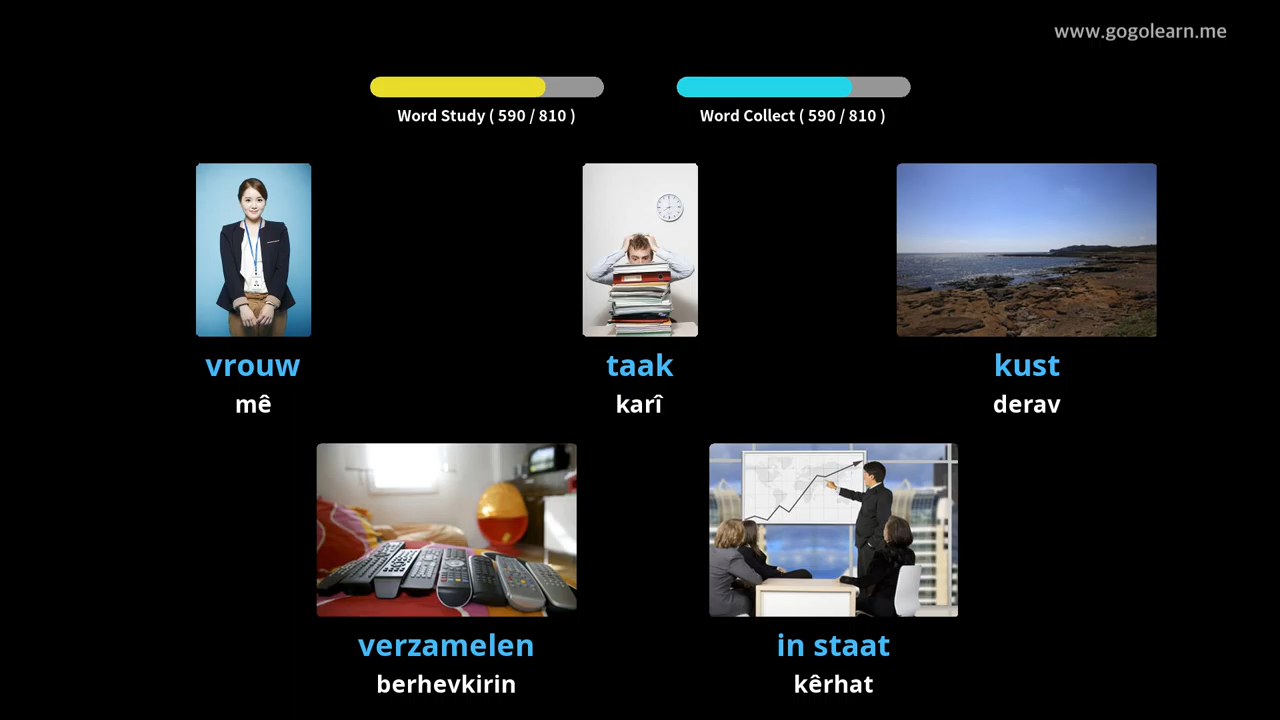 www.gogolearn.me
Word Study ( 590 / 810 )
Word Collect ( 590 / 810 )
vrouw
mê
taak
karî
kust
derav
verzamelen
berhevkirin
in staat
kêrhat